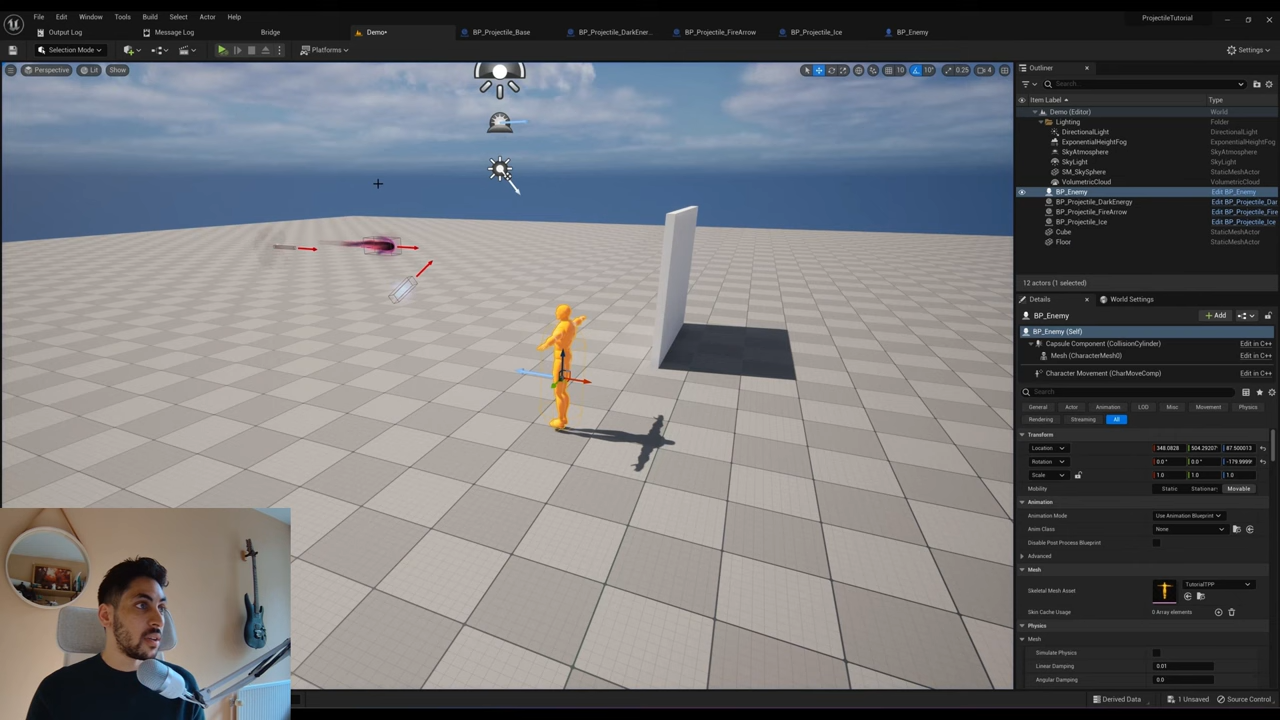 File Edit Window Tools Build Select Actor Help
ProjectileTutorial
Output Log
Message Log
Bridge
Demo•
BP_Projectile_Base
BP_Projectile_DarkEner...
BP_Projectile_FireArrow
BP_Projectile_Ice
BP_Enemy
Selection Mode
Platforms
Settings
Perspective
Lit
Show
10
10°
0.25
4
Outliner
Search...
Item Label
Type
Demo (Editor) World
Lighting Folder
DirectionalLight DirectionalLight
ExponentialHeightFog ExponentialHeightFog
SkyAtmosphere SkyAtmosphere
SkyLight SkyLight
SM_SkySphere StaticMeshActor
VolumetricCloud VolumetricCloud
BP_Enemy Edit BP_Enemy
BP_Projectile_DarkEnergy Edit BP_Projectile_Dar
BP_Projectile_FireArrow Edit BP_Projectile_Fire
BP_Projectile_Ice Edit BP_Projectile_Ice
Cube StaticMeshActor
Floor StaticMeshActor
12 actors (1 selected)
Details
World Settings
BP_Enemy
Add
BP_Enemy (Self)
Capsule Component (CollisionCylinder) Edit in C++
Mesh (CharacterMesh0) Edit in C++
Character Movement (CharMoveComp) Edit in C++
Search
General Actor Animation LOD Misc Movement Physics
Rendering Streaming All
Transform
Location 348.0828 504.29207 87.500013
Rotation 0.0 ° 0.0 ° -179.9999
Scale 1.0 1.0 1.0
Mobility Static Stationary Movable
Animation
Animation Mode Use Animation Blueprint
Anim Class None
Disable Post Process Blueprint
Advanced
Mesh
Skeletal Mesh Asset TutorialTPP
Skin Cache Usage 0 Array elements
Physics
Mesh
Simulate Physics
Linear Damping 0.01
Angular Damping 0.0
Derived Data
1 Unsaved
Source Control